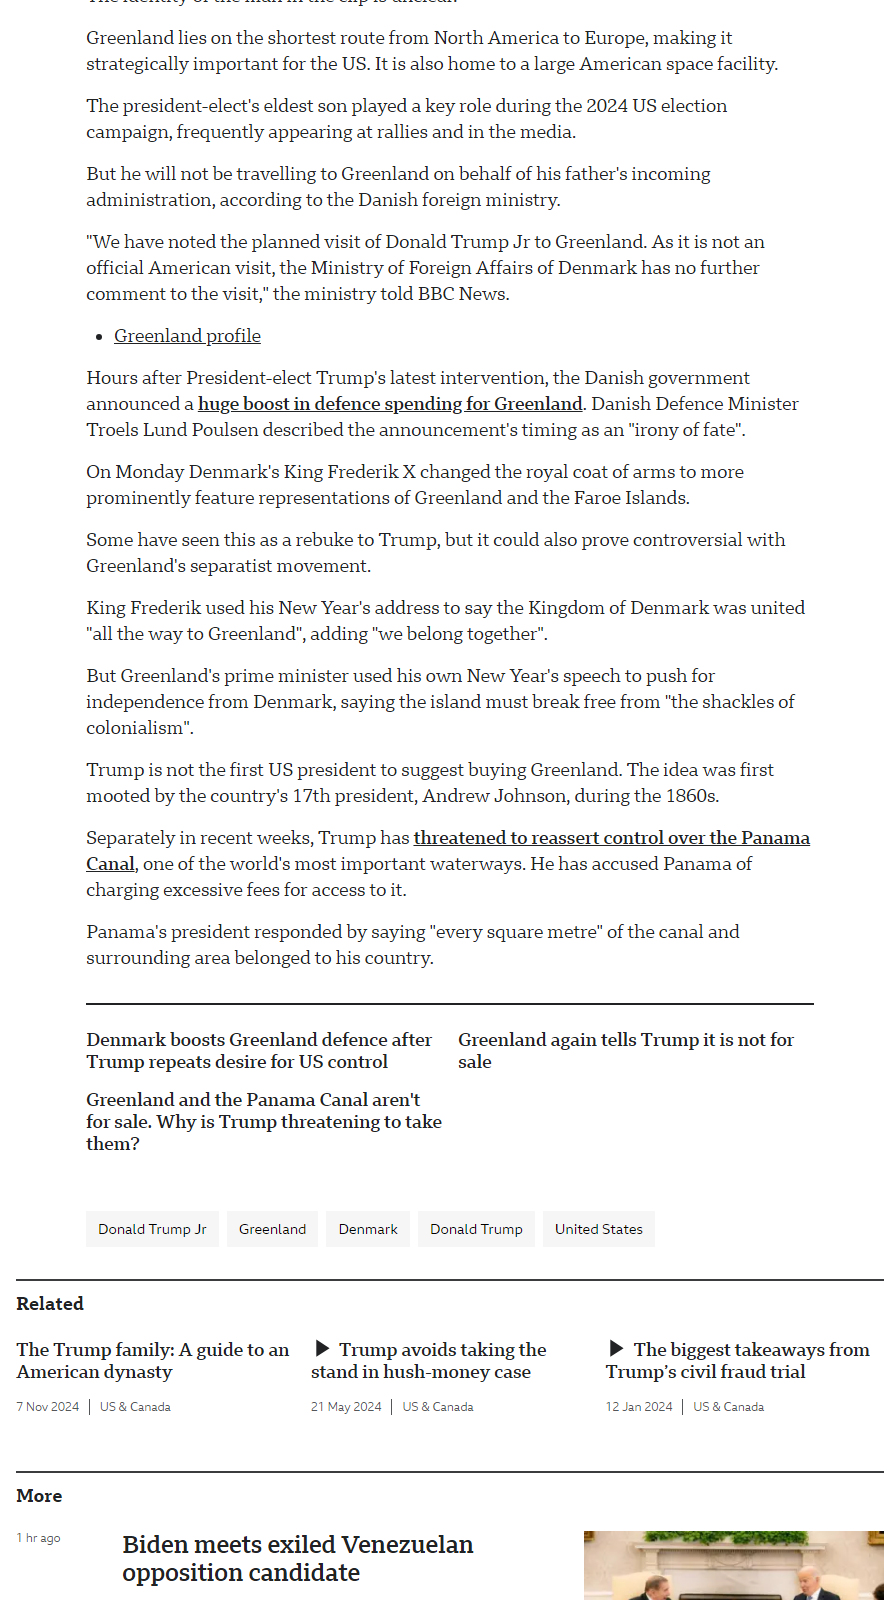 Greenland lies on the shortest route from North America to Europe, making it
strategically important for the US. It is also home to a large American space facility.
The president-elect's eldest son played a key role during the 2024 US election
campaign, frequently appearing at rallies and in the media.
But he will not be travelling to Greenland on behalf of his father's incoming
administration, according to the Danish foreign ministry.
"We have noted the planned visit of Donald Trump Jr to Greenland. As it is not an
official American visit, the Ministry of Foreign Affairs of Denmark has no further
comment to the visit," the ministry told BBC News.
• Greenland profile
Hours after President-elect Trump's latest intervention, the Danish government
announced a huge boost in defence spending for Greenland. Danish Defence Minister
Troels Lund Poulsen described the announcement's timing as an "irony of fate".
On Monday Denmark's King Frederik X changed the royal coat of arms to more
prominently feature representations of Greenland and the Faroe Islands.
Some have seen this as a rebuke to Trump, but it could also prove controversial with
Greenland's separatist movement.
King Frederik used his New Year's address to say the Kingdom of Denmark was united
"all the way to Greenland", adding "we belong together".
But Greenland's prime minister used his own New Year's speech to push for
independence from Denmark, saying the island must break free from "the shackles of
colonialism".
Trump is not the first US president to suggest buying Greenland. The idea was first
mooted by the country's 17th president, Andrew Johnson, during the 1860s.
Separately in recent weeks, Trump has threatened to reassert control over the Panama
Canal, one of the world's most important waterways. He has accused Panama of
charging excessive fees for access to it.
Panama's president responded by saying "every square metre" of the canal and
surrounding area belonged to his country.
Denmark boosts Greenland defence after
Trump repeats desire for US control
Greenland again tells Trump it is not for
sale
Greenland and the Panama Canal aren't
for sale. Why is Trump threatening to take
them?
Donald Trump Jr
Greenland
Denmark
Donald Trump
United States
Related
The Trump family: A guide to an
American dynasty
7 Nov 2024 | US & Canada
Trump avoids taking the
stand in hush-money case
21 May 2024 | US & Canada
The biggest takeaways from
Trump’s civil fraud trial
12 Jan 2024 | US & Canada
More
1 hr ago
Biden meets exiled Venezuelan
opposition candidate